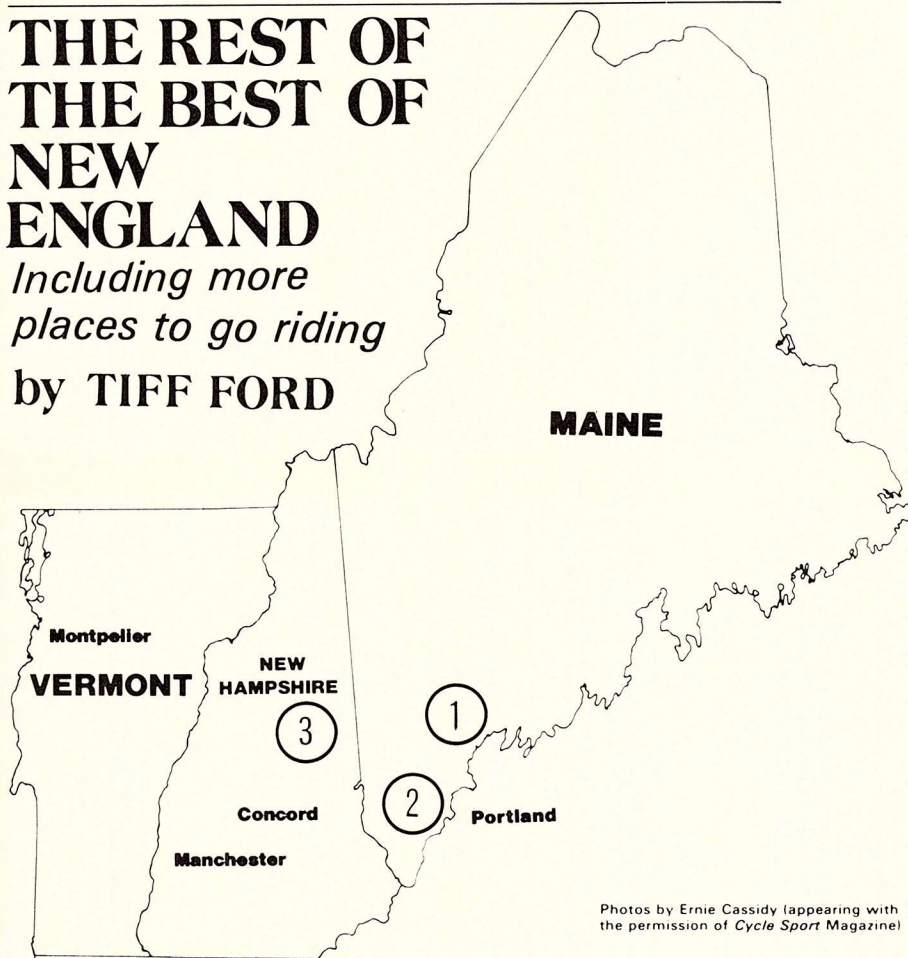 THE REST OF
THE BEST OF
NEW
ENGLAND
Including more
places to go riding
by TIFF FORD
MAINE
Montpelier
VERMONT
NEW
HAMPSHIRE
3
1
2
Concord
Portland
Manchester
Photos by Ernie Cassidy (appearing with
the permission of Cycle Sport Magazine)